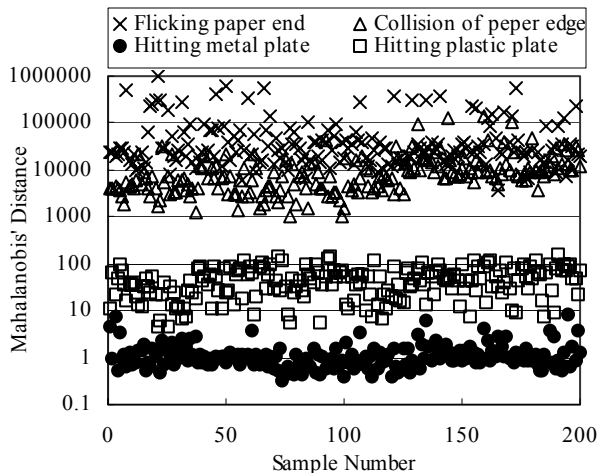 Flicking paper end
Collision of peper edge
Hitting metal plate
Hitting plastic plate
1000000
100000
10000
1000
100
10
1
0.1
Mahalanobis' Distance
0
50
100
150
200
Sample Number